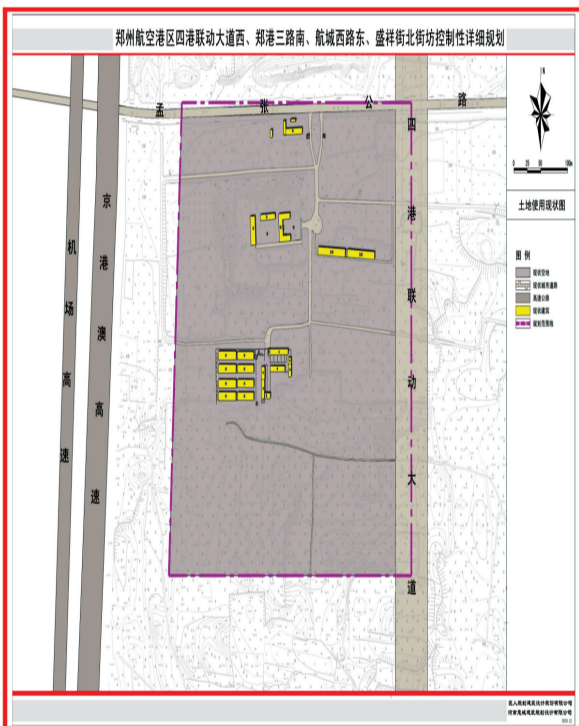 郑州航空港区四港联动大道西、郑港三路南、航城西路东、盛祥街北街坊控制性详细规划
孟张公路
四港联动大道
京港澳高速
机场高速
土地使用现状图
图例
现状空地
现状城市道路
高速公路
现状建筑
规划范围线